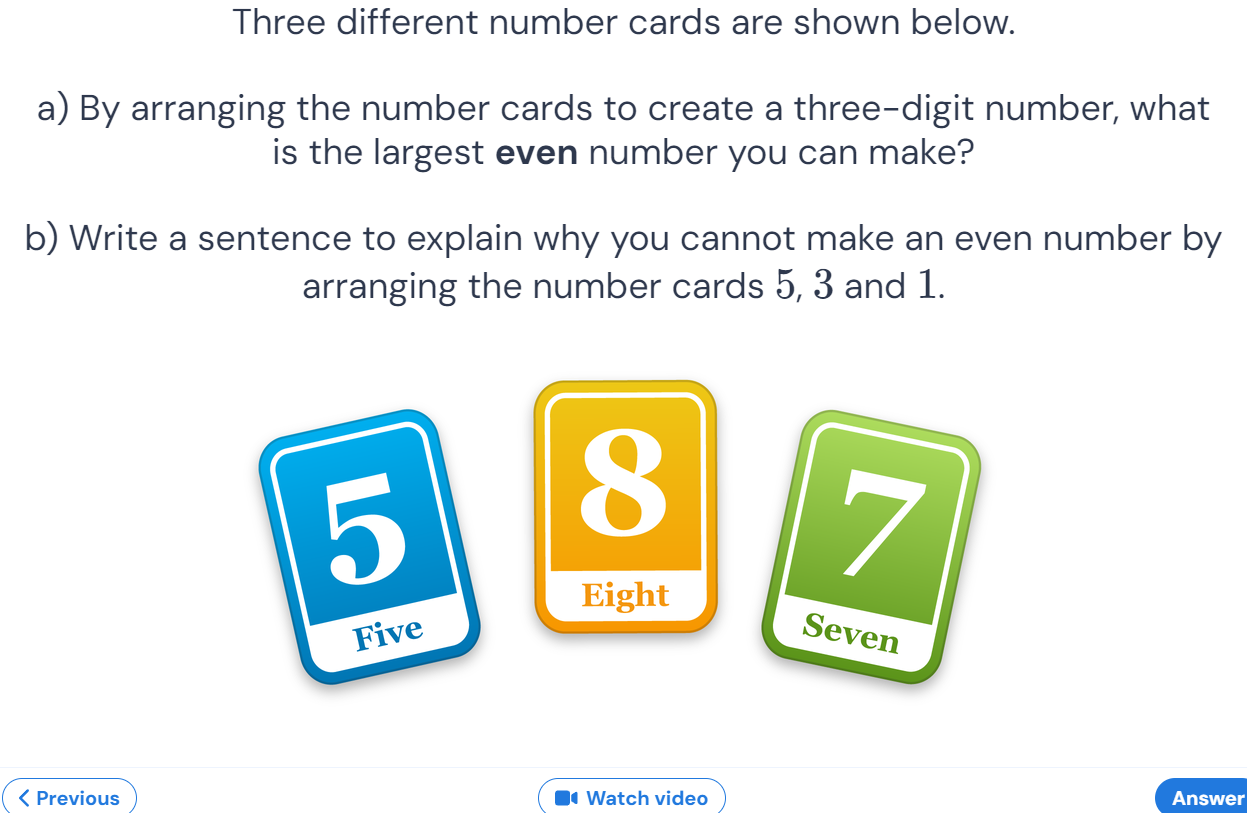 Three different number cards are shown below.
a) By arranging the number cards to create a three-digit number, what
is the largest even number you can make?
b) Write a sentence to explain why you cannot make an even number by
arranging the number cards 5, 3 and 1.
5
Five
8
Eight
7
Seven
Previous
Watch video
Answer